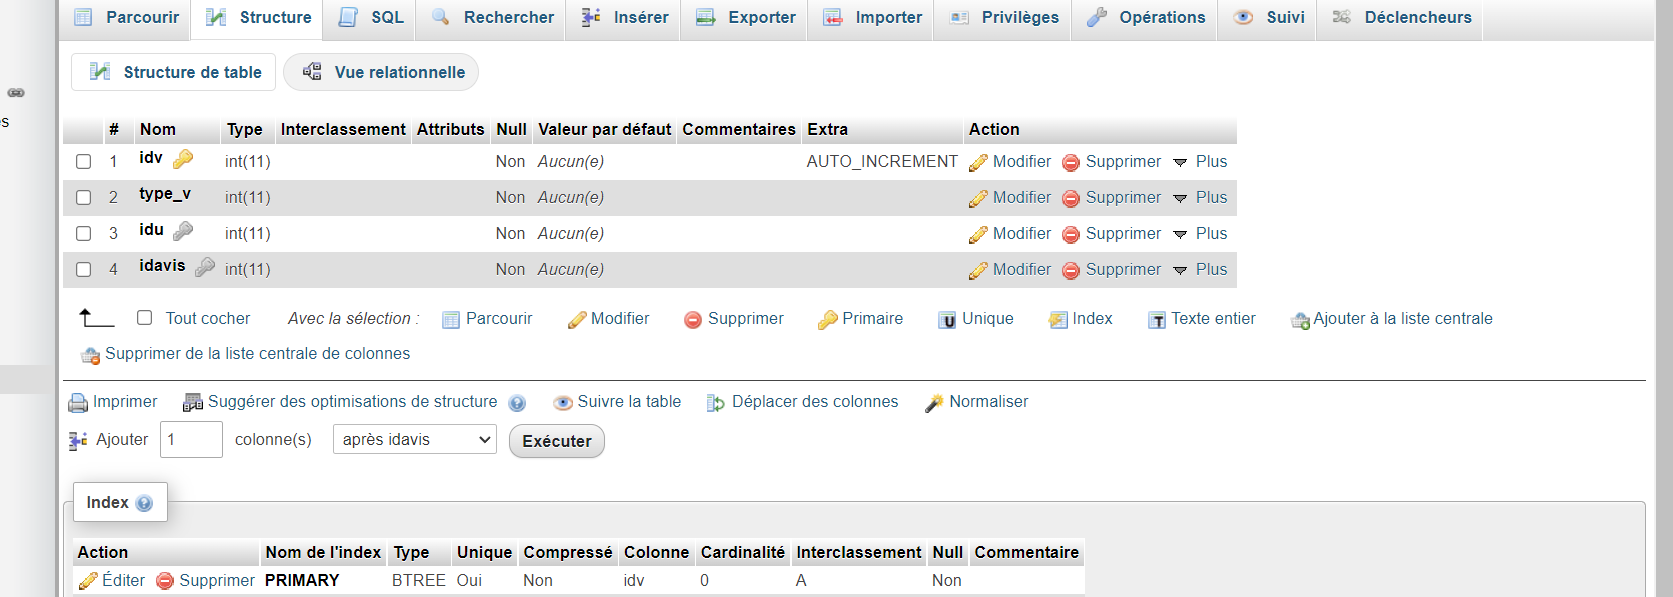 Parcourir Structure SQL Rechercher Insérer Exporter Importer Privilèges Opérations Suivi Déclencheurs
Structure de table Vue relationnelle
s
# Nom Type Interclassement Attributs Null Valeur par défaut Commentaires Extra Action
1 idv int(11) Non Aucun(e) AUTO_INCREMENT Modifier Supprimer Plus
2 type_v int(11) Non Aucun(e) Modifier Supprimer Plus
3 idu int(11) Non Aucun(e) Modifier Supprimer Plus
4 idavis int(11) Non Aucun(e) Modifier Supprimer Plus
Tout cocher Avec la sélection : Parcourir Modifier Supprimer Primaire Unique Index Texte entier Ajouter à la liste centrale
Supprimer de la liste centrale de colonnes
Imprimer Suggérer des optimisations de structure Suivre la table Déplacer des colonnes Normaliser
Ajouter 1 colonne(s) après idavis Exécuter
Index
Action Nom de l'index Type Unique Compressé Colonne Cardinalité Interclassement Null Commentaire
Éditer Supprimer PRIMARY BTREE Oui Non idv 0 A Non